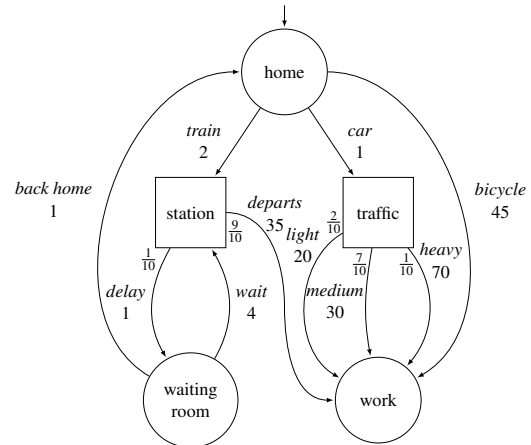 home
train
2
car
1
back home
1
bicycle
45
station
departs
35
9/10
light
20
2/10
traffic
1/10
delay
1
wait
4
7/10
medium
30
1/10
heavy
70
waiting
room
work